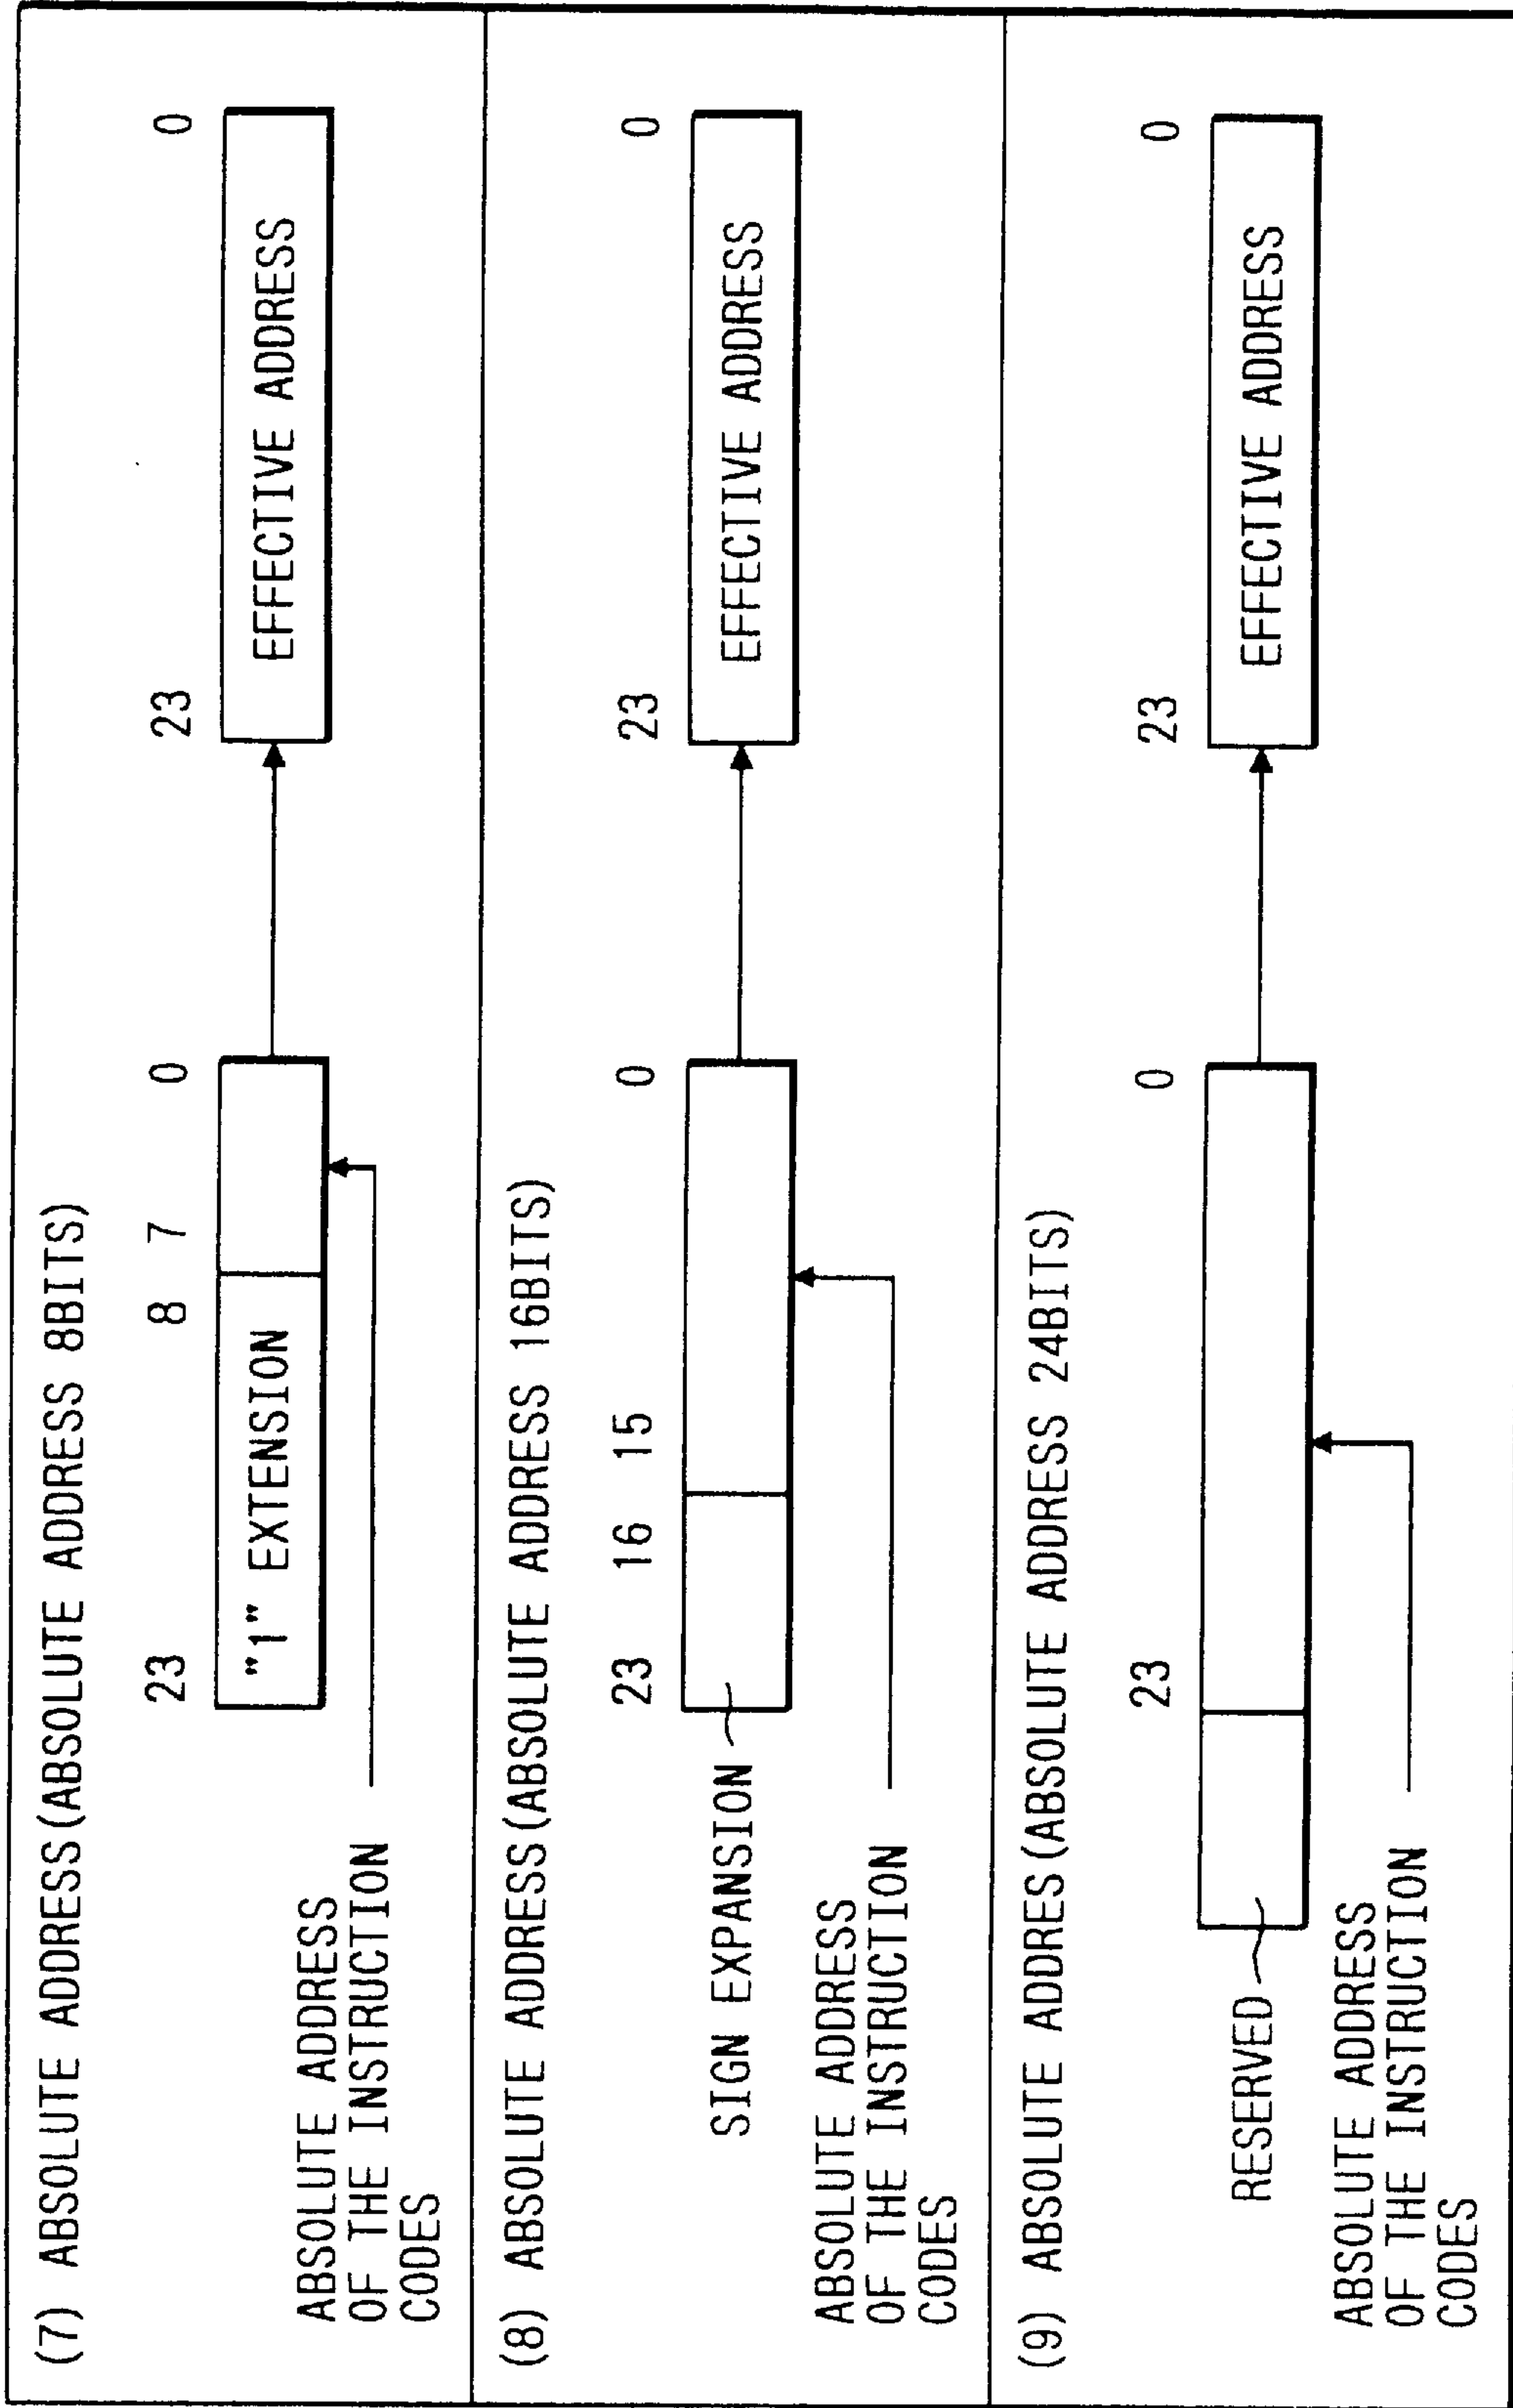 (7) ABSOLUTE ADDRESS(ABSOLUTE ADDRESS 8BITS)
23 8 7 0 23 0
"1" EXTENSION
EFFECTIVE ADDRESS
ABSOLUTE ADDRESS
OF THE INSTRUCTION
CODES
(8) ABSOLUTE ADDRESS(ABSOLUTE ADDRESS 16BITS)
23 16 15 0 23 0
SIGN EXPANSION
EFFECTIVE ADDRESS
ABSOLUTE ADDRESS
OF THE INSTRUCTION
CODES
(9) ABSOLUTE ADDRES(ABSOLUTE ADDRESS 24BITS)
23 0 23 0
RESERVED
EFFECTIVE ADDRESS
ABSOLUTE ADDRESS
OF THE INSTRUCTION
CODES